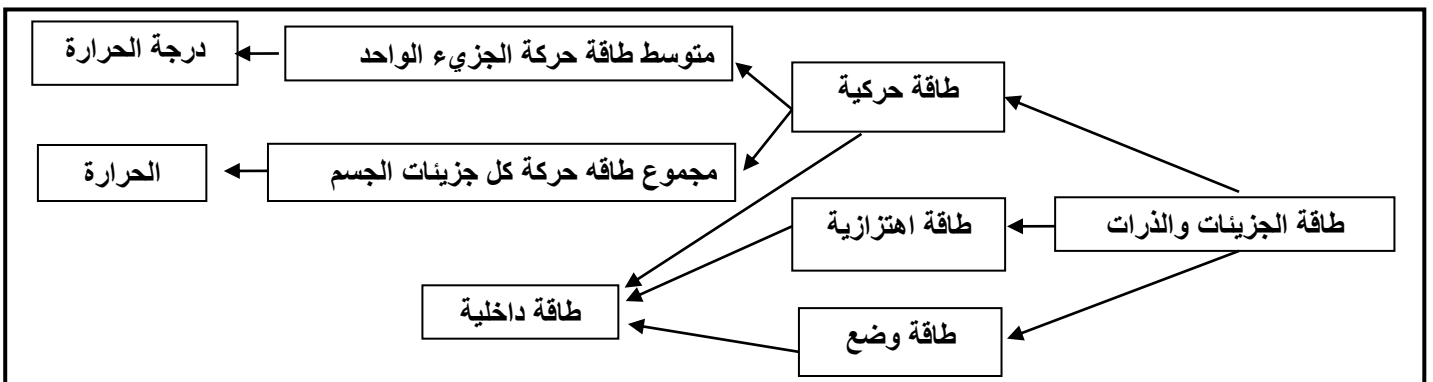 درجة الحرارة
متوسط طاقة حركة الجزيء الواحد
طاقة حركية
الحرارة
مجموع طاقه حركة كل جزيئات الجسم
طاقة اهتزازية
طاقة الجزيئات والذرات
طاقة داخلية
طاقة وضع